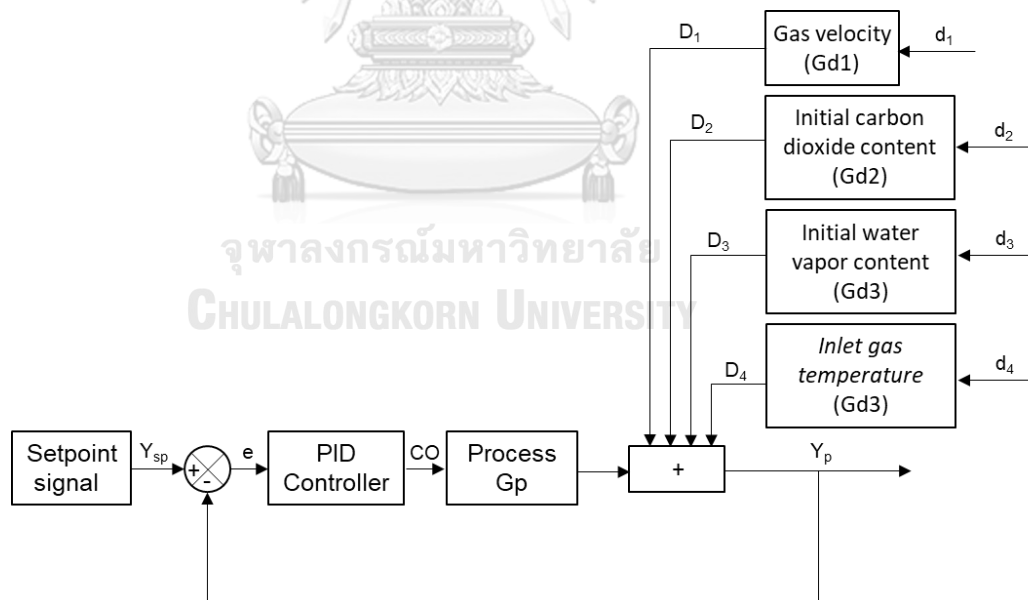 Gas velocity
(Gd1)
d1
D1
Initial carbon
dioxide content
(Gd2)
d2
D2
Initial water
vapor content
(Gd3)
d3
D3
Inlet gas
temperature
(Gd3)
d4
D4
จุฬาลงกรณ์มหาวิทยาลัย
CHULALONGKORN UNIVERSITY
Setpoint
signal
Ysp
+
-
e
PID
Controller
CO
Process
Gp
+
Yp